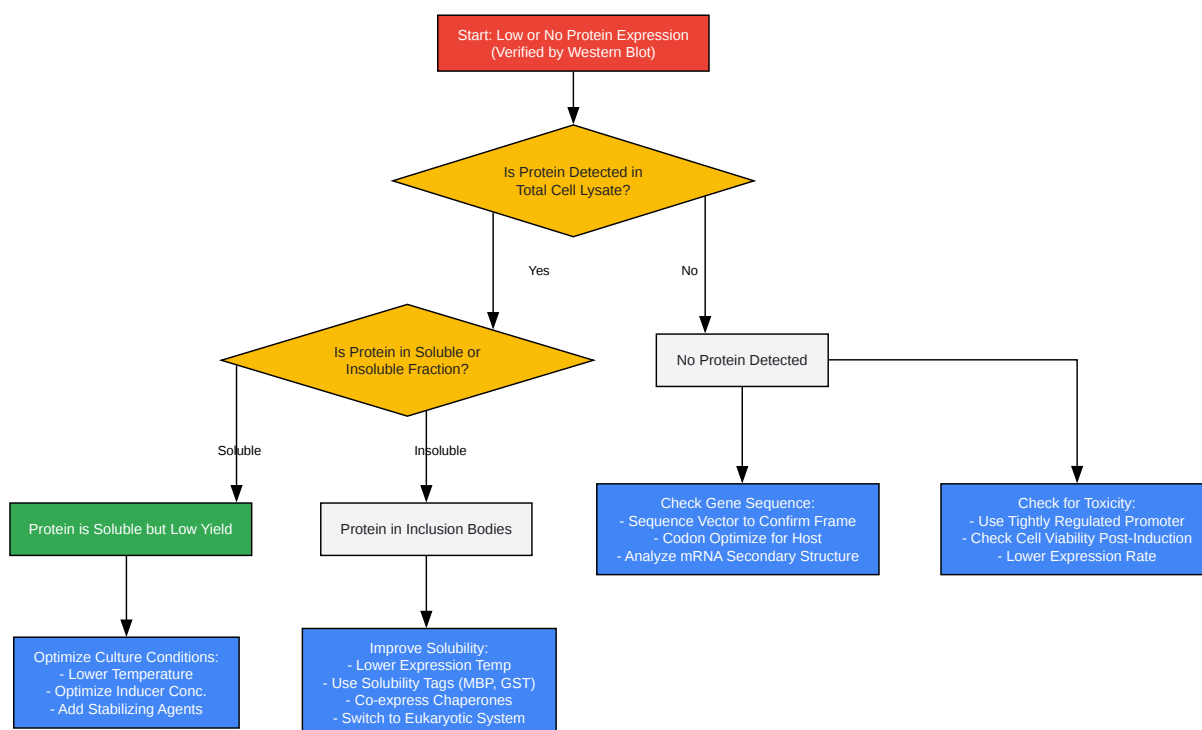 Start: Low or No Protein Expression
(Verified by Western Blot)
Is Protein Detected in
Total Cell Lysate?
Yes
No
Is Protein in Soluble or
Insoluble Fraction?
No Protein Detected
Soluble
Insoluble
Protein is Soluble but Low Yield
Protein in Inclusion Bodies
Check Gene Sequence:
- Sequence Vector to Confirm Frame
- Codon Optimize for Host
- Analyze mRNA Secondary Structure
Check for Toxicity:
- Use Tightly Regulated Promoter
- Check Cell Viability Post-Induction
- Lower Expression Rate
Optimize Culture Conditions:
- Lower Temperature
- Optimize Inducer Conc.
- Add Stabilizing Agents
Improve Solubility:
- Lower Expression Temp
- Use Solubility Tags (MBP, GST)
- Co-express Chaperones
- Switch to Eukaryotic System